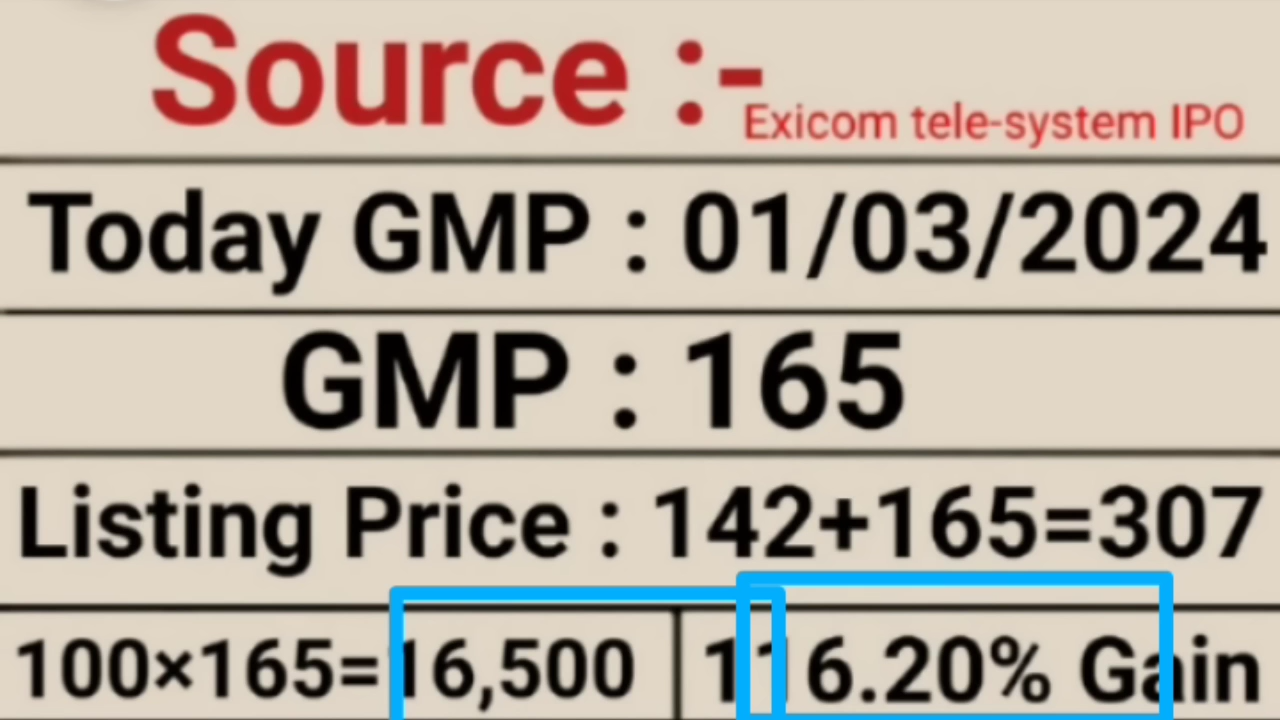 Source :-
Exicom tele-system IPO
Today GMP : 01/03/2024
GMP : 165
Listing Price : 142+165=307
100×165=16,500
116.20% Gain